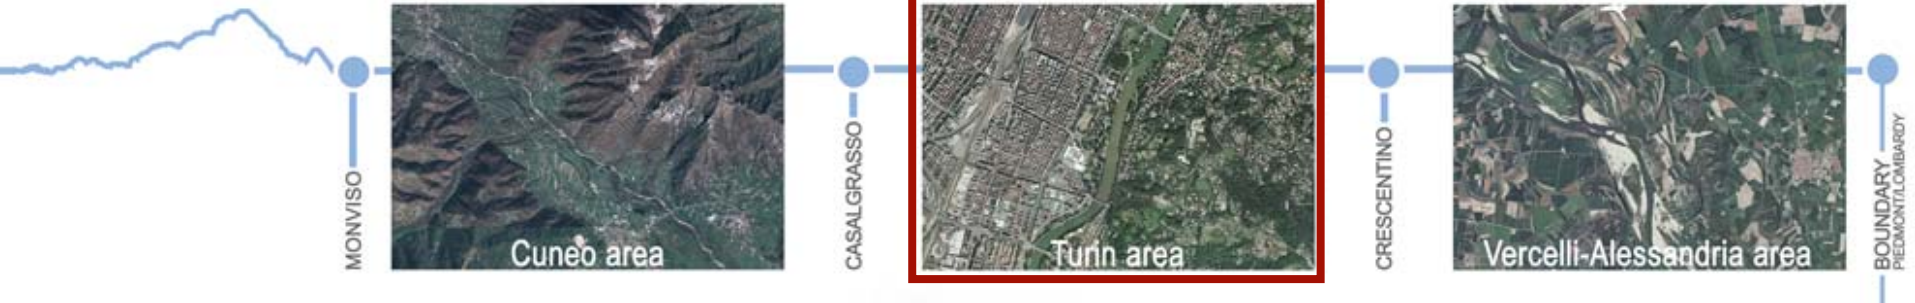 MONVISO
Cuneo area
CASALGRASSO
Turin area
CRESCENTINO
Vercelli-Alessandria area
BOUNDARY
PIEDMONT/LOMBARDY